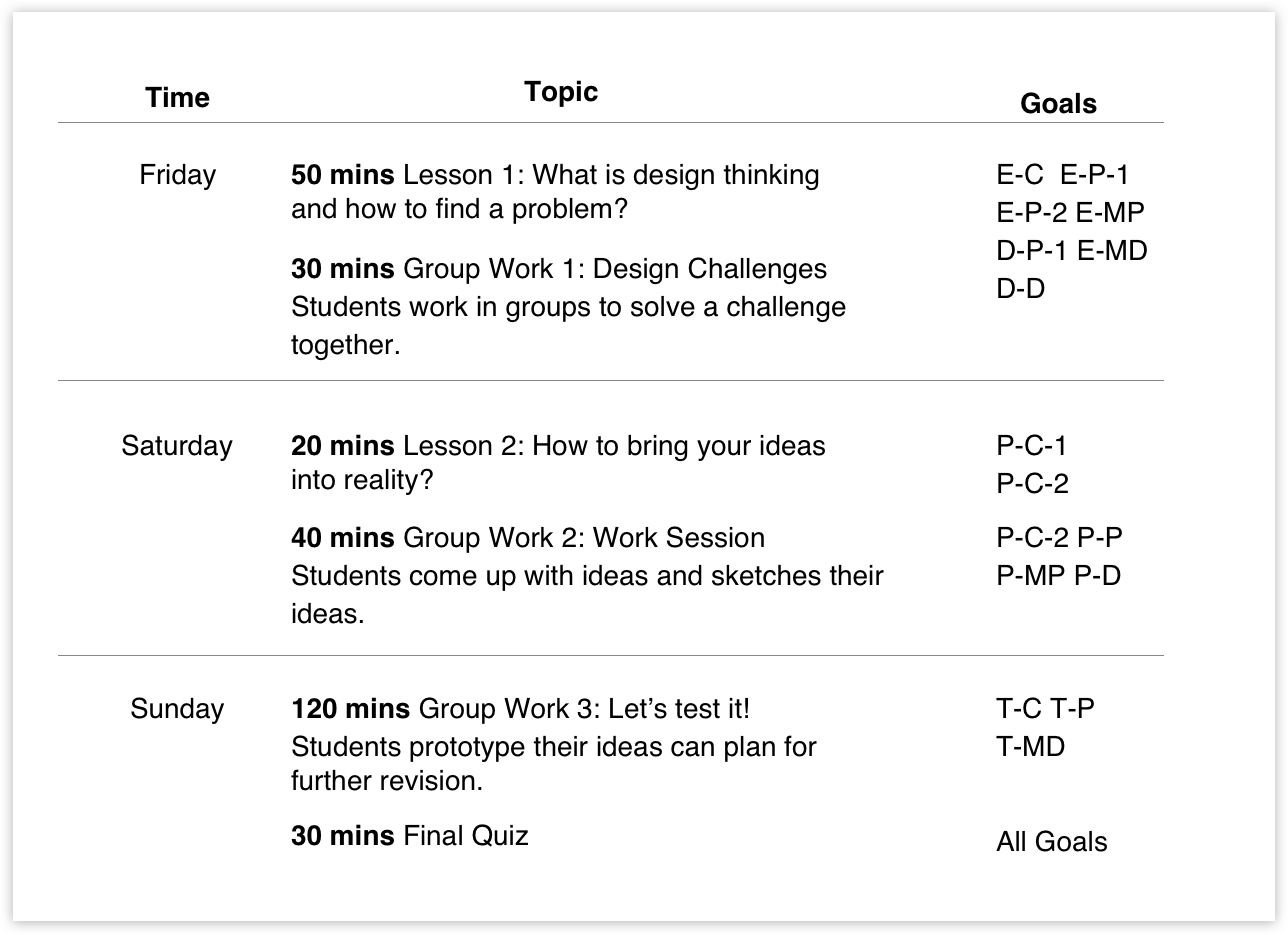 Time Topic Goals
Friday 50 mins Lesson 1: What is design thinking E-C E-P-1
and how to find a problem? E-P-2 E-MP
D-P-1 E-MD
30 mins Group Work 1: Design Challenges D-D
Students work in groups to solve a challenge
together.
Saturday 20 mins Lesson 2: How to bring your ideas P-C-1
into reality? P-C-2
40 mins Group Work 2: Work Session P-C-2 P-P
Students come up with ideas and sketches their P-MP P-D
ideas.
Sunday 120 mins Group Work 3: Let’s test it! T-C T-P
Students prototype their ideas can plan for T-MD
further revision.
30 mins Final Quiz All Goals